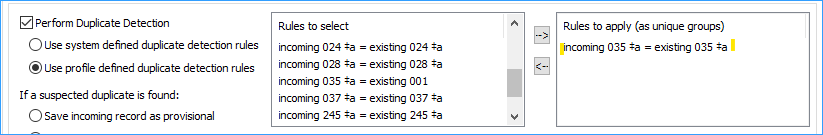 Perform Duplicate Detection
Use system defined duplicate detection rules
Use profile defined duplicate detection rules
If a suspected duplicate is found:
Save incoming record as provisional
Rules to select
incoming 024 ‡a = existing 024 ‡a
incoming 028 ‡a = existing 028 ‡a
incoming 035 ‡a = existing 001
incoming 037 ‡a = existing 037 ‡a
incoming 245 ‡a = existing 245 ‡a
-->
<--
Rules to apply (as unique groups)
incoming 035 ‡a = existing 035 ‡a